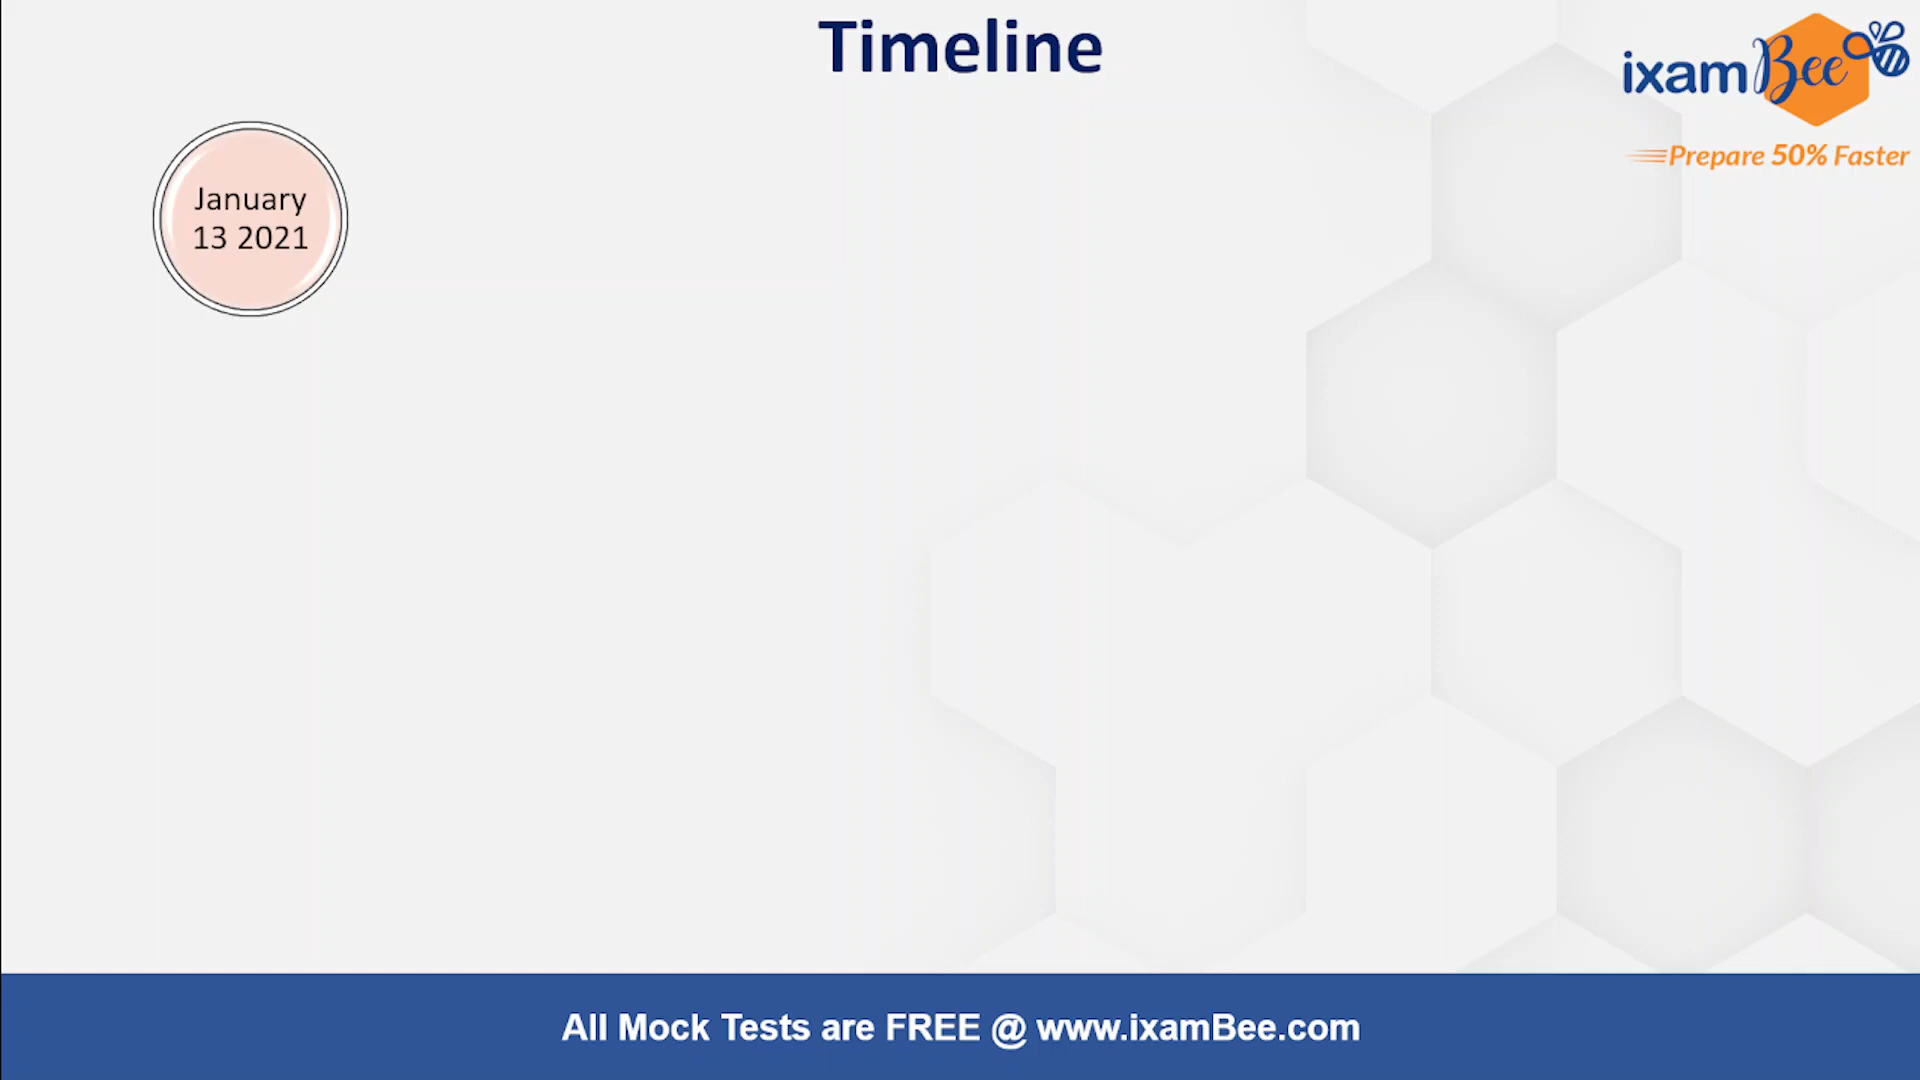 Timeline
ixamBee
Prepare 50% Faster
January
13 2021
All Mock Tests are FREE @ www.ixamBee.com